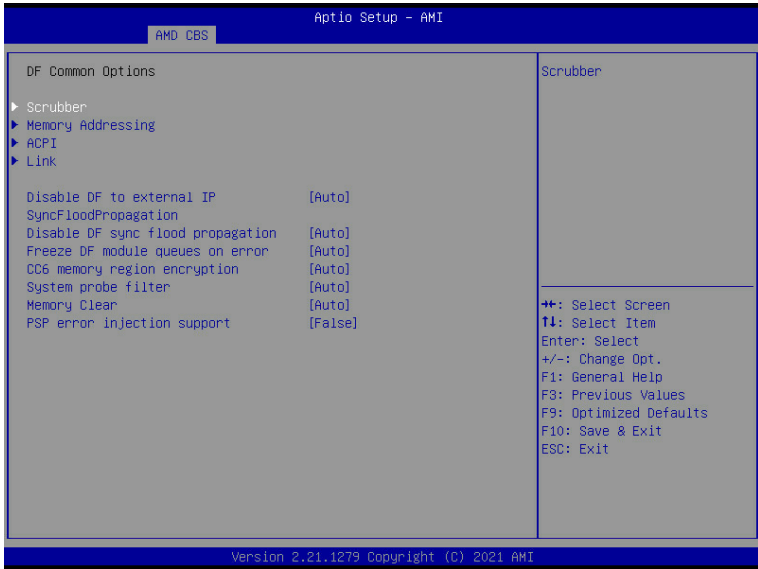 Aptio Setup – AMI
AMD CBS
DF Common Options
Scrubber
Memory Addressing
ACPI
Link
Disable DF to external IP [Auto]
SyncFloodPropagation
Disable DF sync flood propagation [Auto]
Freeze DF module queues on error [Auto]
CC6 memory region encryption [Auto]
System probe filter [Auto]
Memory Clear [Auto]
PSP error injection support [False]
Scrubber
→←: Select Screen
↑↓: Select Item
Enter: Select
+/-: Change Opt.
F1: General Help
F3: Previous Values
F9: Optimized Defaults
F10: Save & Exit
ESC: Exit
Version 2.21.1279 Copyright (C) 2021 AMI